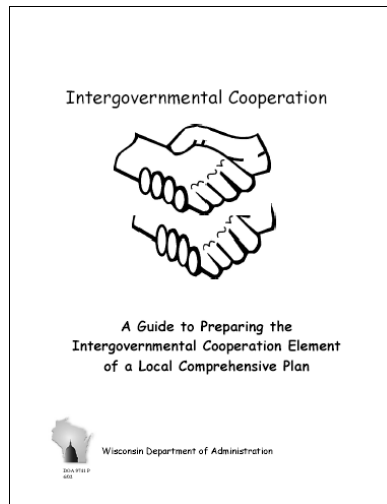 Intergovernmental Cooperation
A Guide to Preparing the
Intergovernmental Cooperation Element
of a Local Comprehensive Plan
Wisconsin Department of Administration